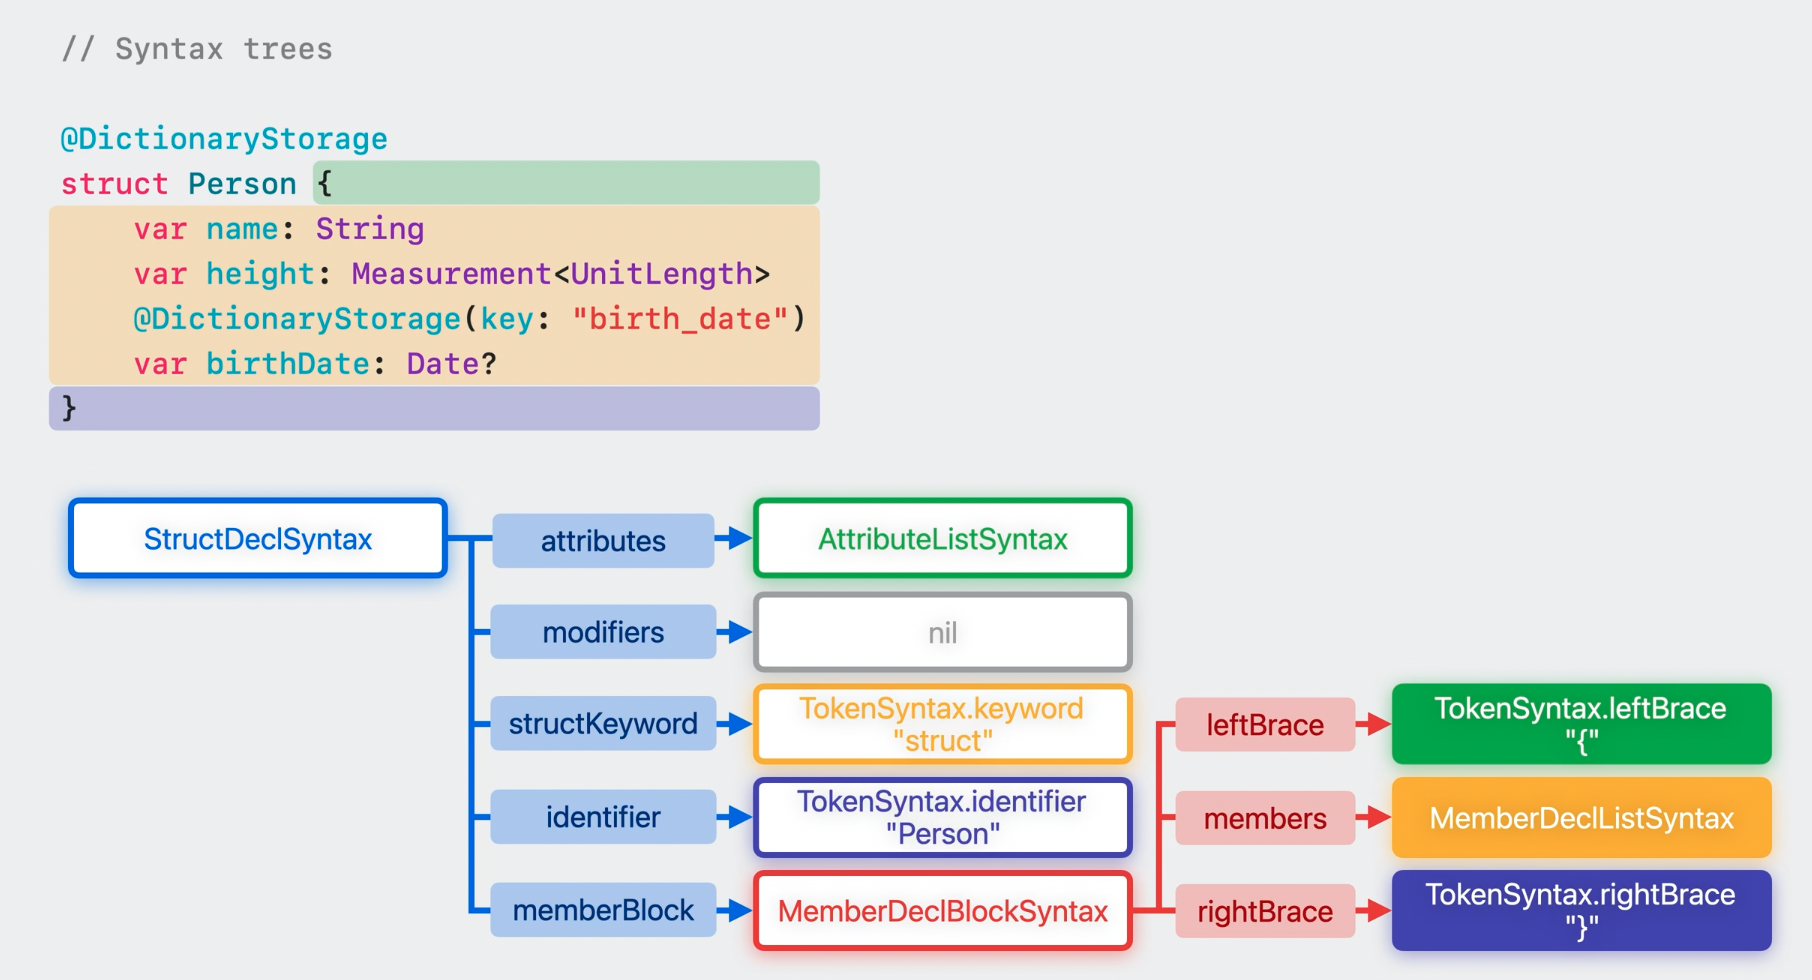 // Syntax trees
@DictionaryStorage
struct Person {
    var name: String
    var height: Measurement<UnitLength>
    @DictionaryStorage(key: "birth_date")
    var birthDate: Date?
}
StructDeclSyntax
attributes
AttributeListSyntax
modifiers
nil
structKeyword
TokenSyntax.keyword
"struct"
leftBrace
TokenSyntax.leftBrace
"{"
identifier
TokenSyntax.identifier
"Person"
members
MemberDeclListSyntax
memberBlock
MemberDeclBlockSyntax
rightBrace
TokenSyntax.rightBrace
"}"